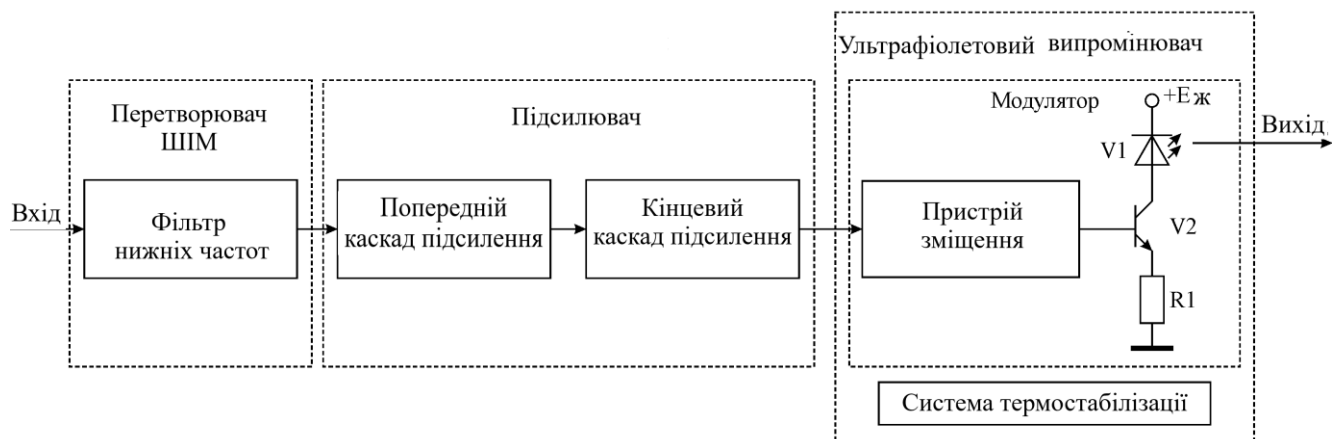 Ультрафіолетовий випромінювач
Модулятор
+Eж
Перетворювач
ШІМ
Підсилювач
V1
Вихід
Вхід
Фільтр
нижніх частот
Попередній
каскад підсилення
Кінцевий
каскад підсилення
Пристрій
зміщення
V2
R1
Система термостабілізації